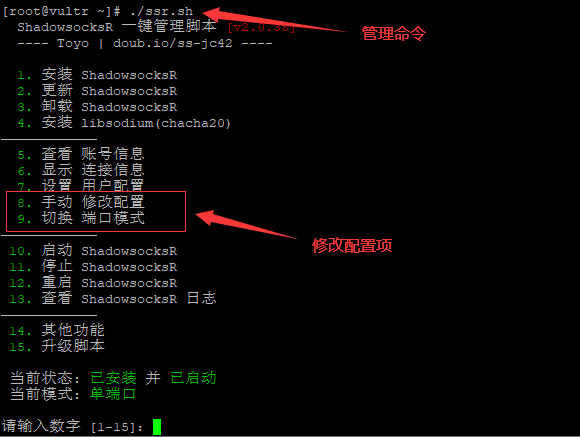 [root@vultr ~]# ./ssr.sh
ShadowsocksR 一键管理脚本 [v2.0.38]
---- Toyo | doub.io/ss-jc42 ----
管理命令
1. 安装 ShadowsocksR
2. 更新 ShadowsocksR
3. 卸载 ShadowsocksR
4. 安装 libsodium(chacha20)
5. 查看 账号信息
6. 显示 连接信息
7. 设置 用户配置
8. 手动 修改配置
9. 切换 端口模式
修改配置项
10. 启动 ShadowsocksR
11. 停止 ShadowsocksR
12. 重启 ShadowsocksR
13. 查看 ShadowsocksR 日志
14. 其他功能
15. 升级脚本
当前状态: 已安装 并 已启动
当前模式: 单端口
请输入数字 [1-15]: